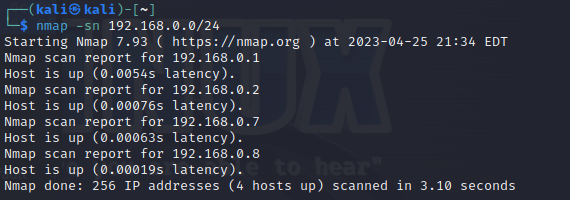 ┌──(kali㉿kali)-[~]
└─$ nmap -sn 192.168.0.0/24
Starting Nmap 7.93 ( https://nmap.org ) at 2023-04-25 21:34 EDT
Nmap scan report for 192.168.0.1
Host is up (0.0054s latency).
Nmap scan report for 192.168.0.2
Host is up (0.00076s latency).
Nmap scan report for 192.168.0.7
Host is up (0.00063s latency).
Nmap scan report for 192.168.0.8
Host is up (0.00019s latency).
Nmap done: 256 IP addresses (4 hosts up) scanned in 3.10 seconds